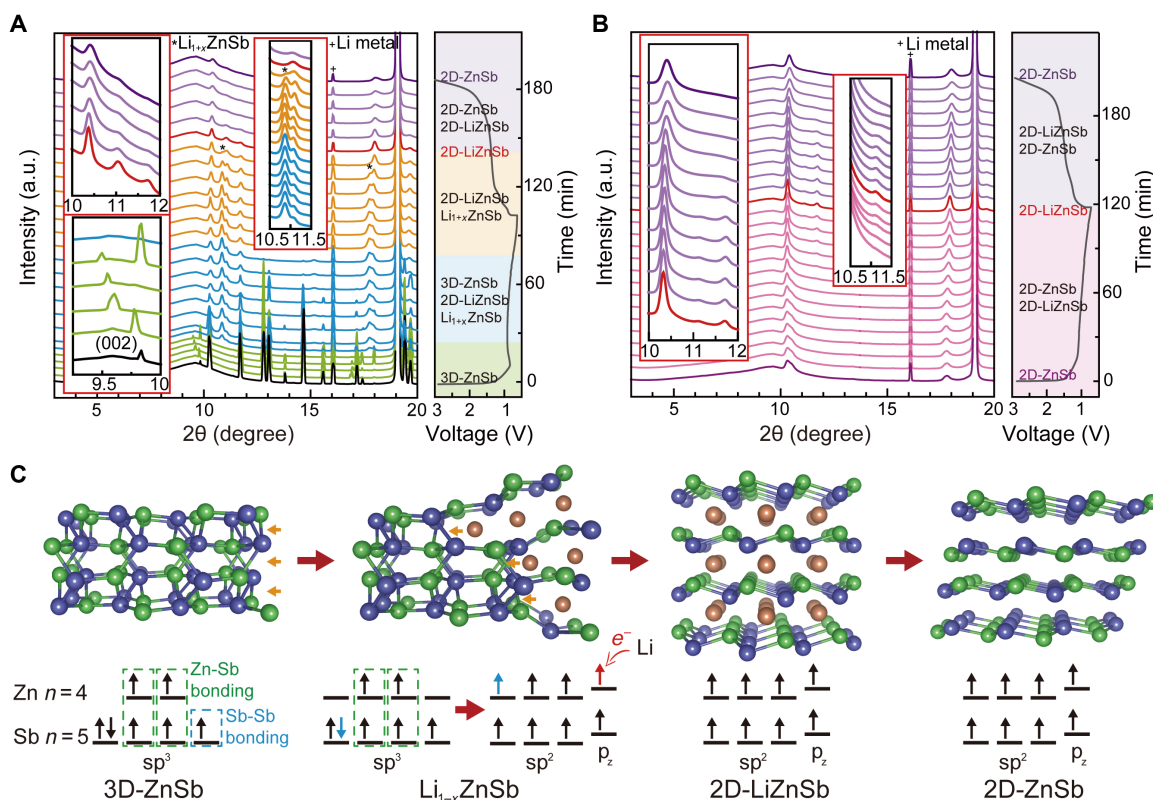 A
*Li1+xZnSb
+Li metal
10 11 12
10.5 11.5
(002)
9.5 10
Intensity (a.u.)
5 10 15 20
2θ (degree)
2D-ZnSb
2D-ZnSb
2D-LiZnSb
2D-LiZnSb
2D-LiZnSb
Li1+xZnSb
3D-ZnSb
2D-LiZnSb
Li1+xZnSb
3D-ZnSb
180
120
60
0
Time (min)
3 2 1
Voltage (V)
B
+Li metal
10 11 12
10.5 11.5
Intensity (a.u.)
5 10 15 20
2θ (degree)
2D-ZnSb
2D-LiZnSb
2D-ZnSb
2D-LiZnSb
2D-ZnSb
2D-LiZnSb
2D-ZnSb
180
120
60
0
Time (min)
3 2 1
Voltage (V)
C
Zn n=4
Sb n=5
Zn-Sb
bonding
Sb-Sb
bonding
sp3
3D-ZnSb
e−
Li
sp3 sp2 pz
Li1−xZnSb
sp2 pz
2D-LiZnSb
sp2 pz
2D-ZnSb